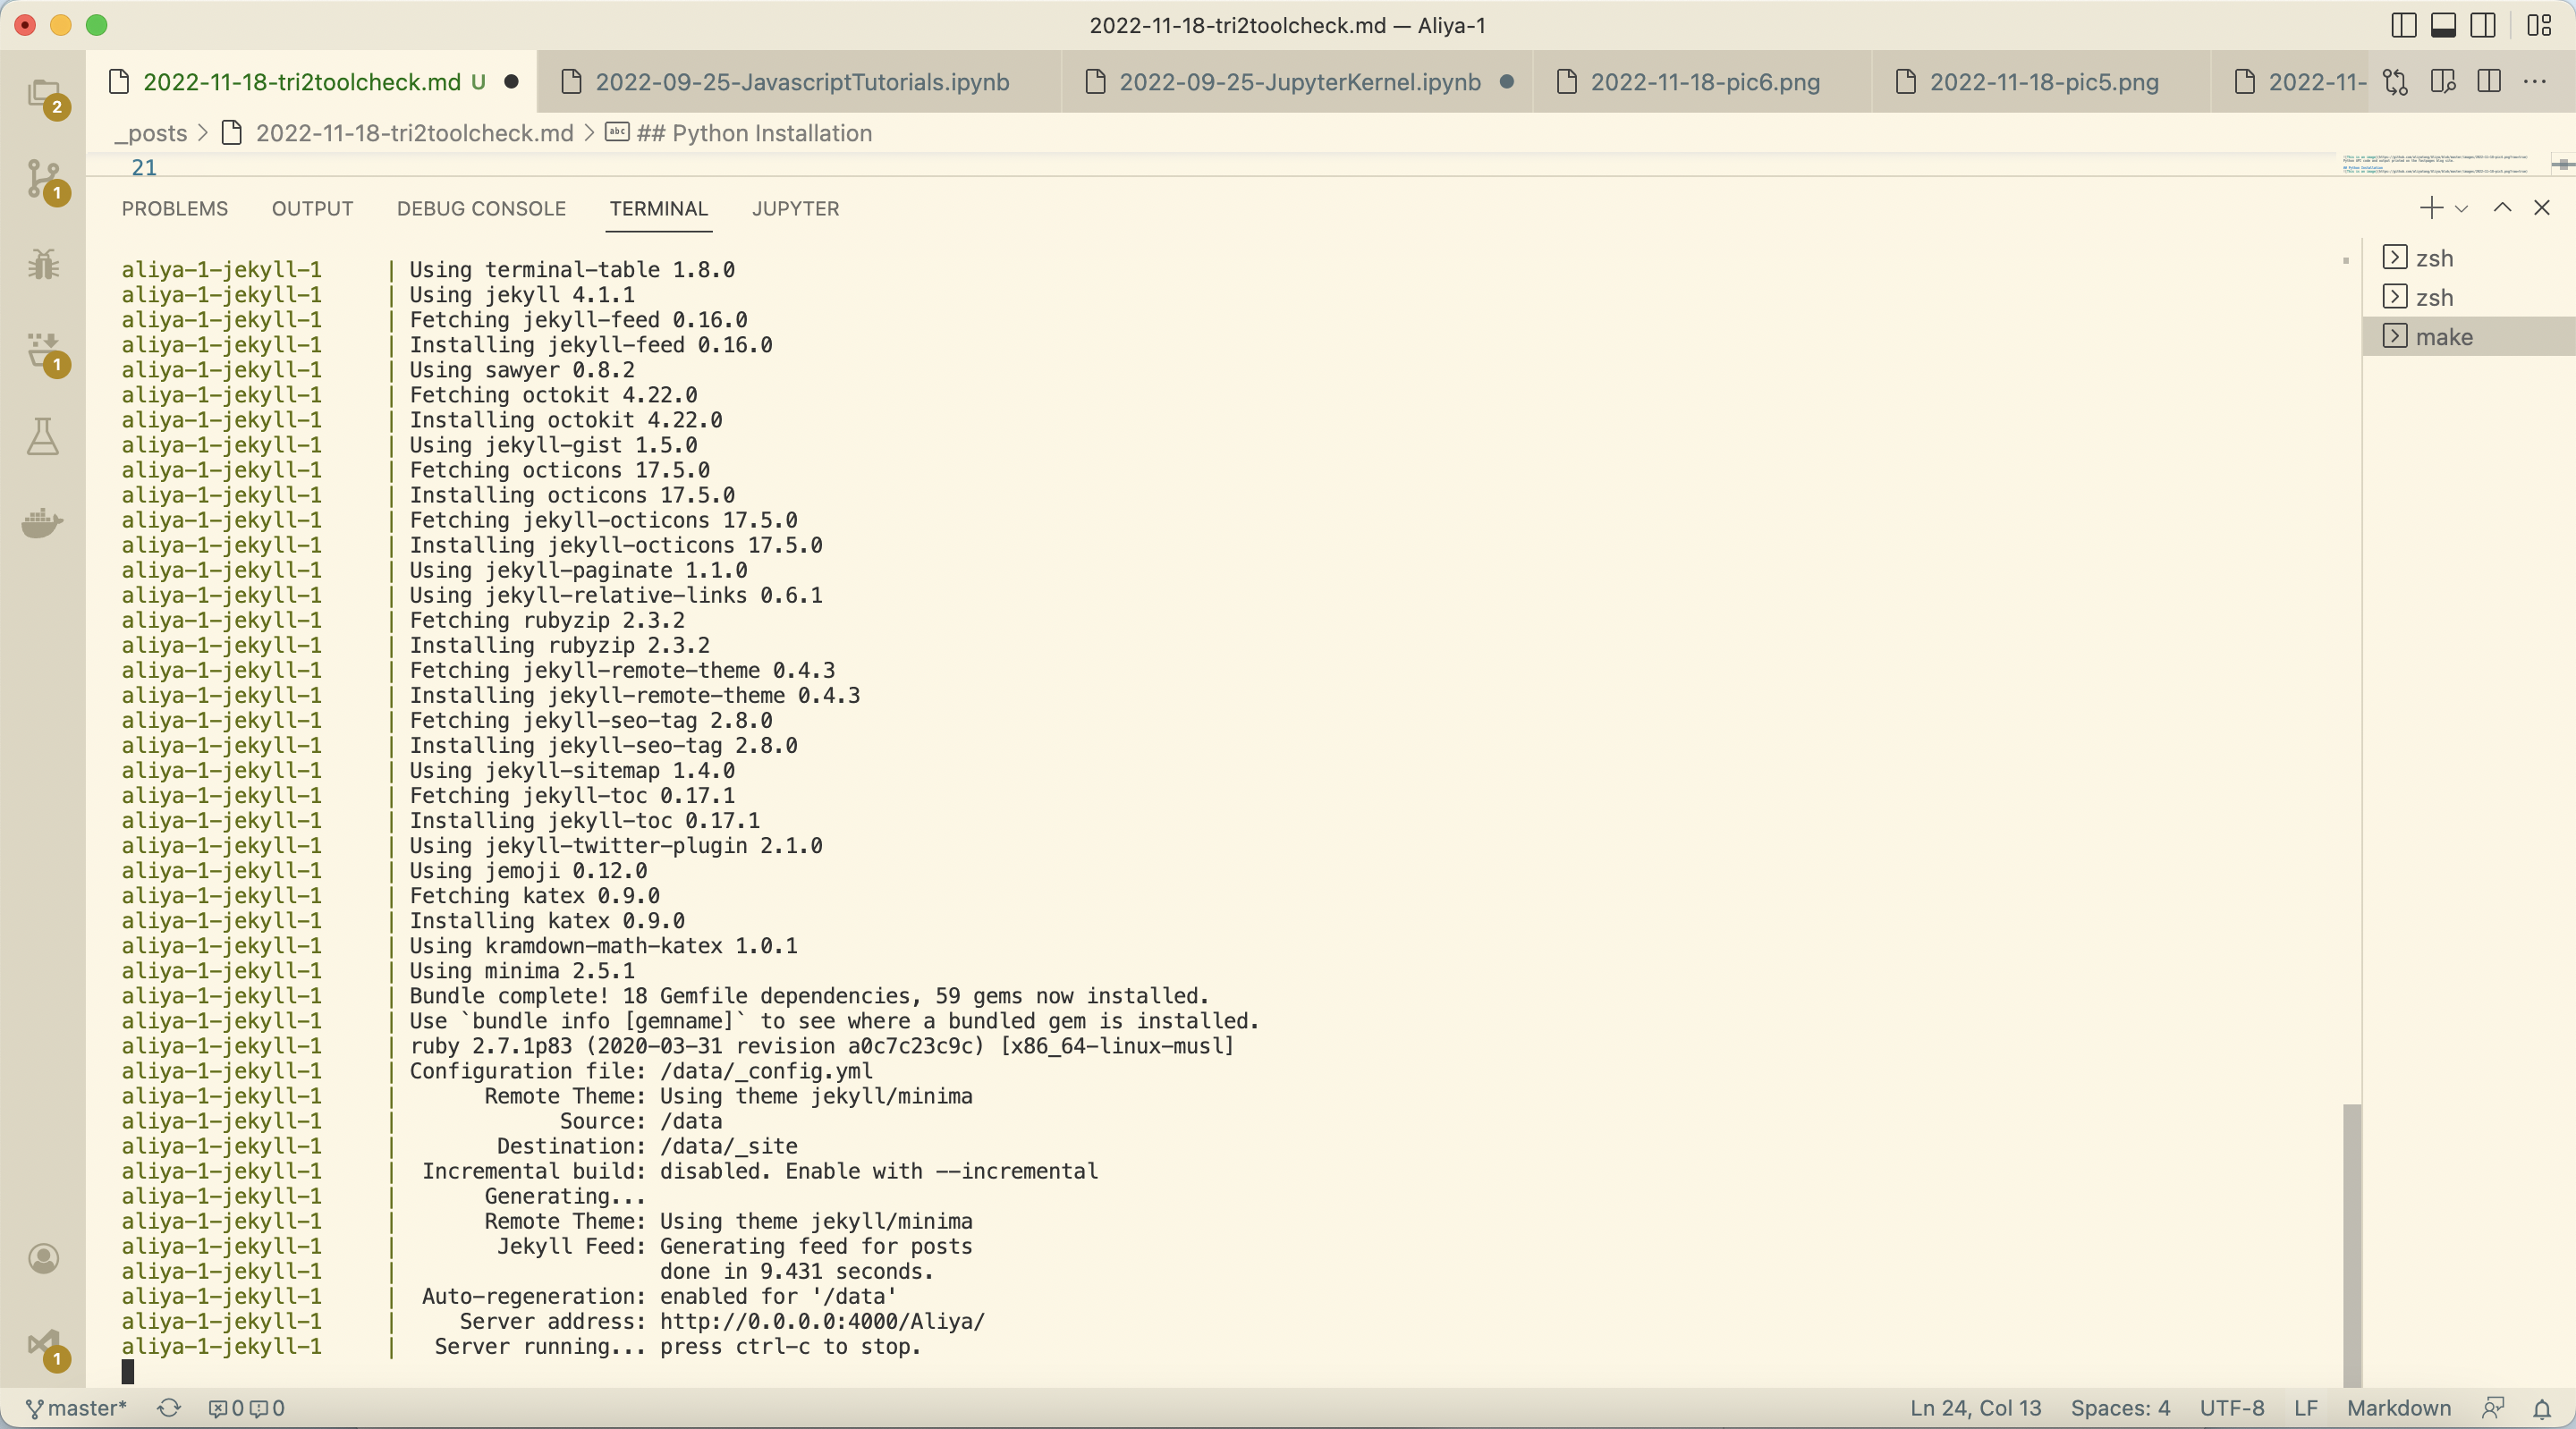 2022-11-18-tri2toolcheck.md — Aliya-1
2022-11-18-tri2toolcheck.md U
2022-09-25-JavascriptTutorials.ipynb
2022-09-25-JupyterKernel.ipynb
2022-11-18-pic6.png
2022-11-18-pic5.png
2022-11-
_posts > 2022-11-18-tri2toolcheck.md > abc ## Python Installation
21
PROBLEMS OUTPUT DEBUG CONSOLE TERMINAL JUPYTER
zsh
zsh
make
2
1
1
1
aliya-1-jekyll-1 | Using terminal-table 1.8.0
aliya-1-jekyll-1 | Using jekyll 4.1.1
aliya-1-jekyll-1 | Fetching jekyll-feed 0.16.0
aliya-1-jekyll-1 | Installing jekyll-feed 0.16.0
aliya-1-jekyll-1 | Using sawyer 0.8.2
aliya-1-jekyll-1 | Fetching octokit 4.22.0
aliya-1-jekyll-1 | Installing octokit 4.22.0
aliya-1-jekyll-1 | Using jekyll-gist 1.5.0
aliya-1-jekyll-1 | Fetching octicons 17.5.0
aliya-1-jekyll-1 | Installing octicons 17.5.0
aliya-1-jekyll-1 | Fetching jekyll-octicons 17.5.0
aliya-1-jekyll-1 | Installing jekyll-octicons 17.5.0
aliya-1-jekyll-1 | Using jekyll-paginate 1.1.0
aliya-1-jekyll-1 | Using jekyll-relative-links 0.6.1
aliya-1-jekyll-1 | Fetching rubyzip 2.3.2
aliya-1-jekyll-1 | Installing rubyzip 2.3.2
aliya-1-jekyll-1 | Fetching jekyll-remote-theme 0.4.3
aliya-1-jekyll-1 | Installing jekyll-remote-theme 0.4.3
aliya-1-jekyll-1 | Fetching jekyll-seo-tag 2.8.0
aliya-1-jekyll-1 | Installing jekyll-seo-tag 2.8.0
aliya-1-jekyll-1 | Using jekyll-sitemap 1.4.0
aliya-1-jekyll-1 | Fetching jekyll-toc 0.17.1
aliya-1-jekyll-1 | Installing jekyll-toc 0.17.1
aliya-1-jekyll-1 | Using jekyll-twitter-plugin 2.1.0
aliya-1-jekyll-1 | Using jemoji 0.12.0
aliya-1-jekyll-1 | Fetching katex 0.9.0
aliya-1-jekyll-1 | Installing katex 0.9.0
aliya-1-jekyll-1 | Using kramdown-math-katex 1.0.1
aliya-1-jekyll-1 | Using minima 2.5.1
aliya-1-jekyll-1 | Bundle complete! 18 Gemfile dependencies, 59 gems now installed.
aliya-1-jekyll-1 | Use `bundle info [gemname]` to see where a bundled gem is installed.
aliya-1-jekyll-1 | ruby 2.7.1p83 (2020-03-31 revision a0c7c23c9c) [x86_64-linux-musl]
aliya-1-jekyll-1 | Configuration file: /data/_config.yml
aliya-1-jekyll-1 | Remote Theme: Using theme jekyll/minima
aliya-1-jekyll-1 | Source: /data
aliya-1-jekyll-1 | Destination: /data/_site
aliya-1-jekyll-1 | Incremental build: disabled. Enable with --incremental
aliya-1-jekyll-1 | Generating...
aliya-1-jekyll-1 | Remote Theme: Using theme jekyll/minima
aliya-1-jekyll-1 | Jekyll Feed: Generating feed for posts
aliya-1-jekyll-1 | done in 9.431 seconds.
aliya-1-jekyll-1 | Auto-regeneration: enabled for '/data'
aliya-1-jekyll-1 | Server address: http://0.0.0.0:4000/Aliya/
aliya-1-jekyll-1 | Server running... press ctrl-c to stop.
master* 0 0 Ln 24, Col 13 Spaces: 4 UTF-8 LF Markdown